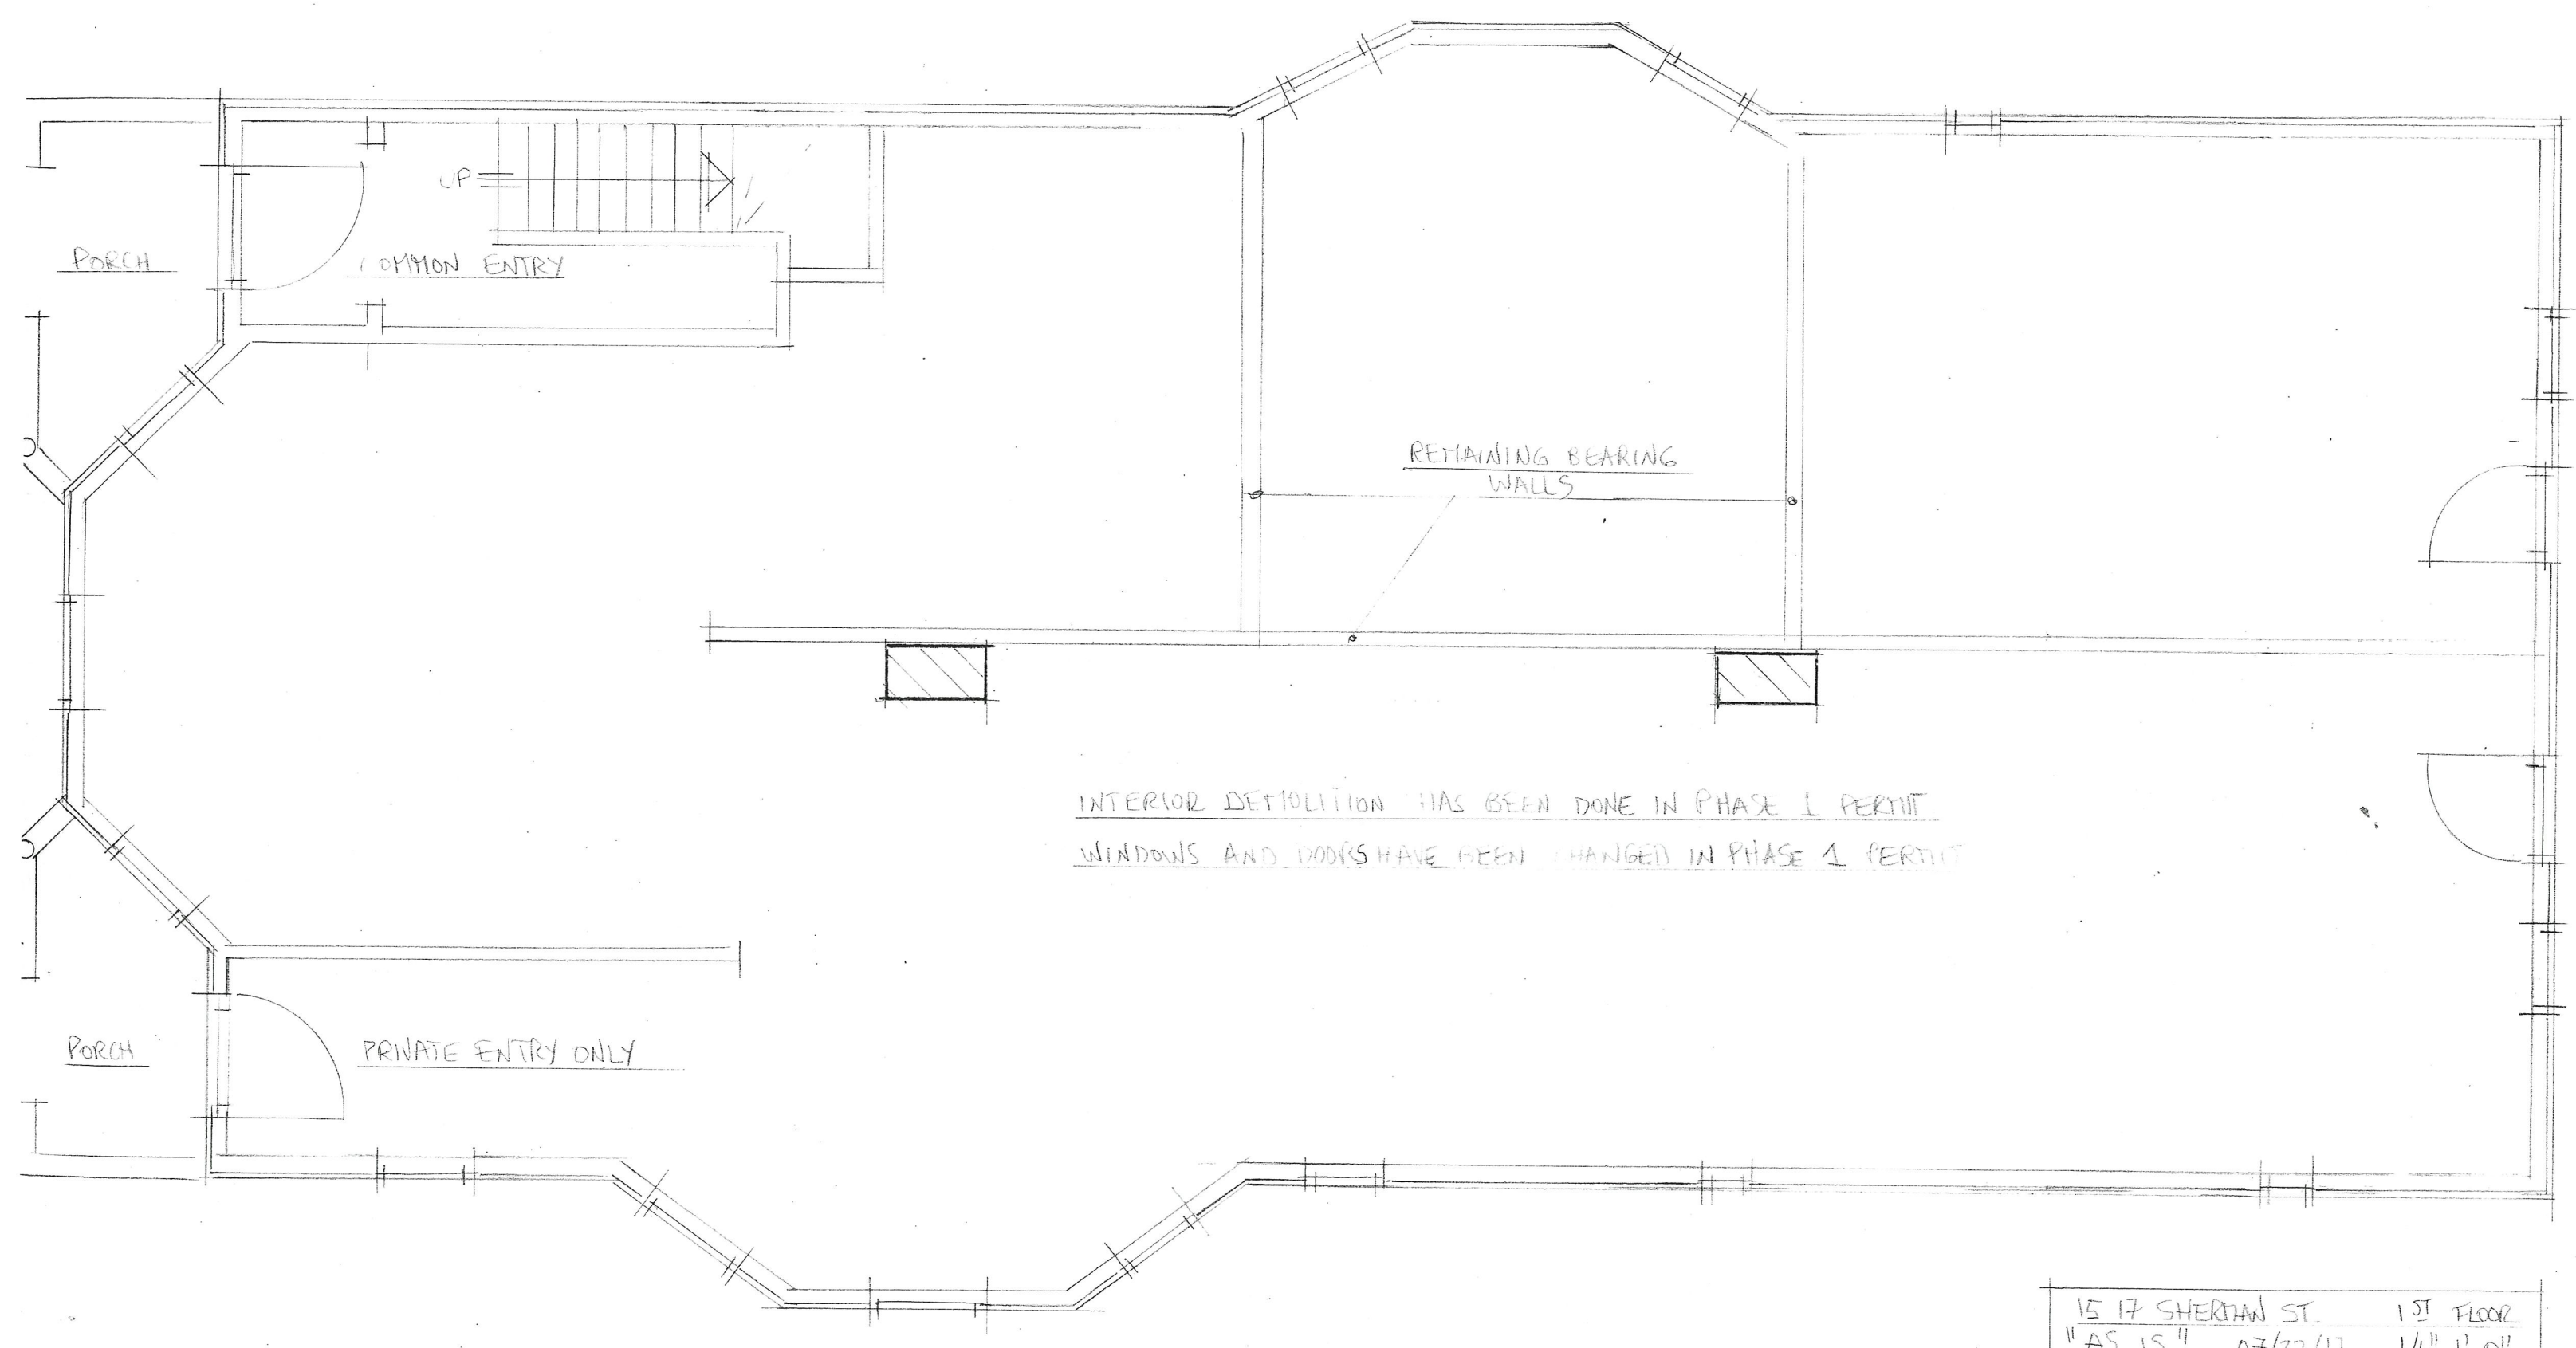 UP
PORCH
COMMON ENTRY
REMAINING BEARING
WALLS
INTERIOR DEMOLITION HAS BEEN DONE IN PHASE 1 PERMIT
WINDOWS AND DOORS HAVE BEEN CHANGED IN PHASE 1 PERMIT
PORCH
PRIVATE ENTRY ONLY
15 17 SHERMAN ST. 1ST FLOOR
"AS IS"